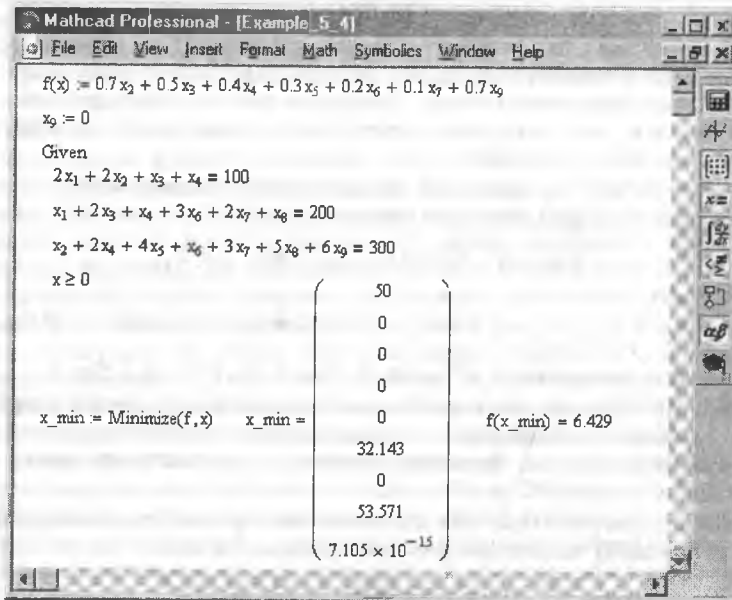 Mathcad Professional - [Example_5_4]
File Edit View Insert Format Math Symbolics Window Help
f(x) := 0.7x₂ + 0.5x₃ + 0.4x₄ + 0.3x₅ + 0.2x₆ + 0.1x₇ + 0.7x₉
x₉ := 0
Given
2x₁ + 2x₂ + x₃ + x₄ = 100
x₁ + 2x₃ + x₄ + 3x₆ + 2x₇ + x₈ = 200
x₂ + 2x₄ + 4x₅ + x₆ + 3x₇ + 5x₈ + 6x₉ = 300
x ≥ 0
x_min := Minimize(f,x) x_min =
50
0
0
0
0
32.143
0
53.571
7.105 × 10⁻¹⁵
f(x_min) = 6.429
x=
αβ